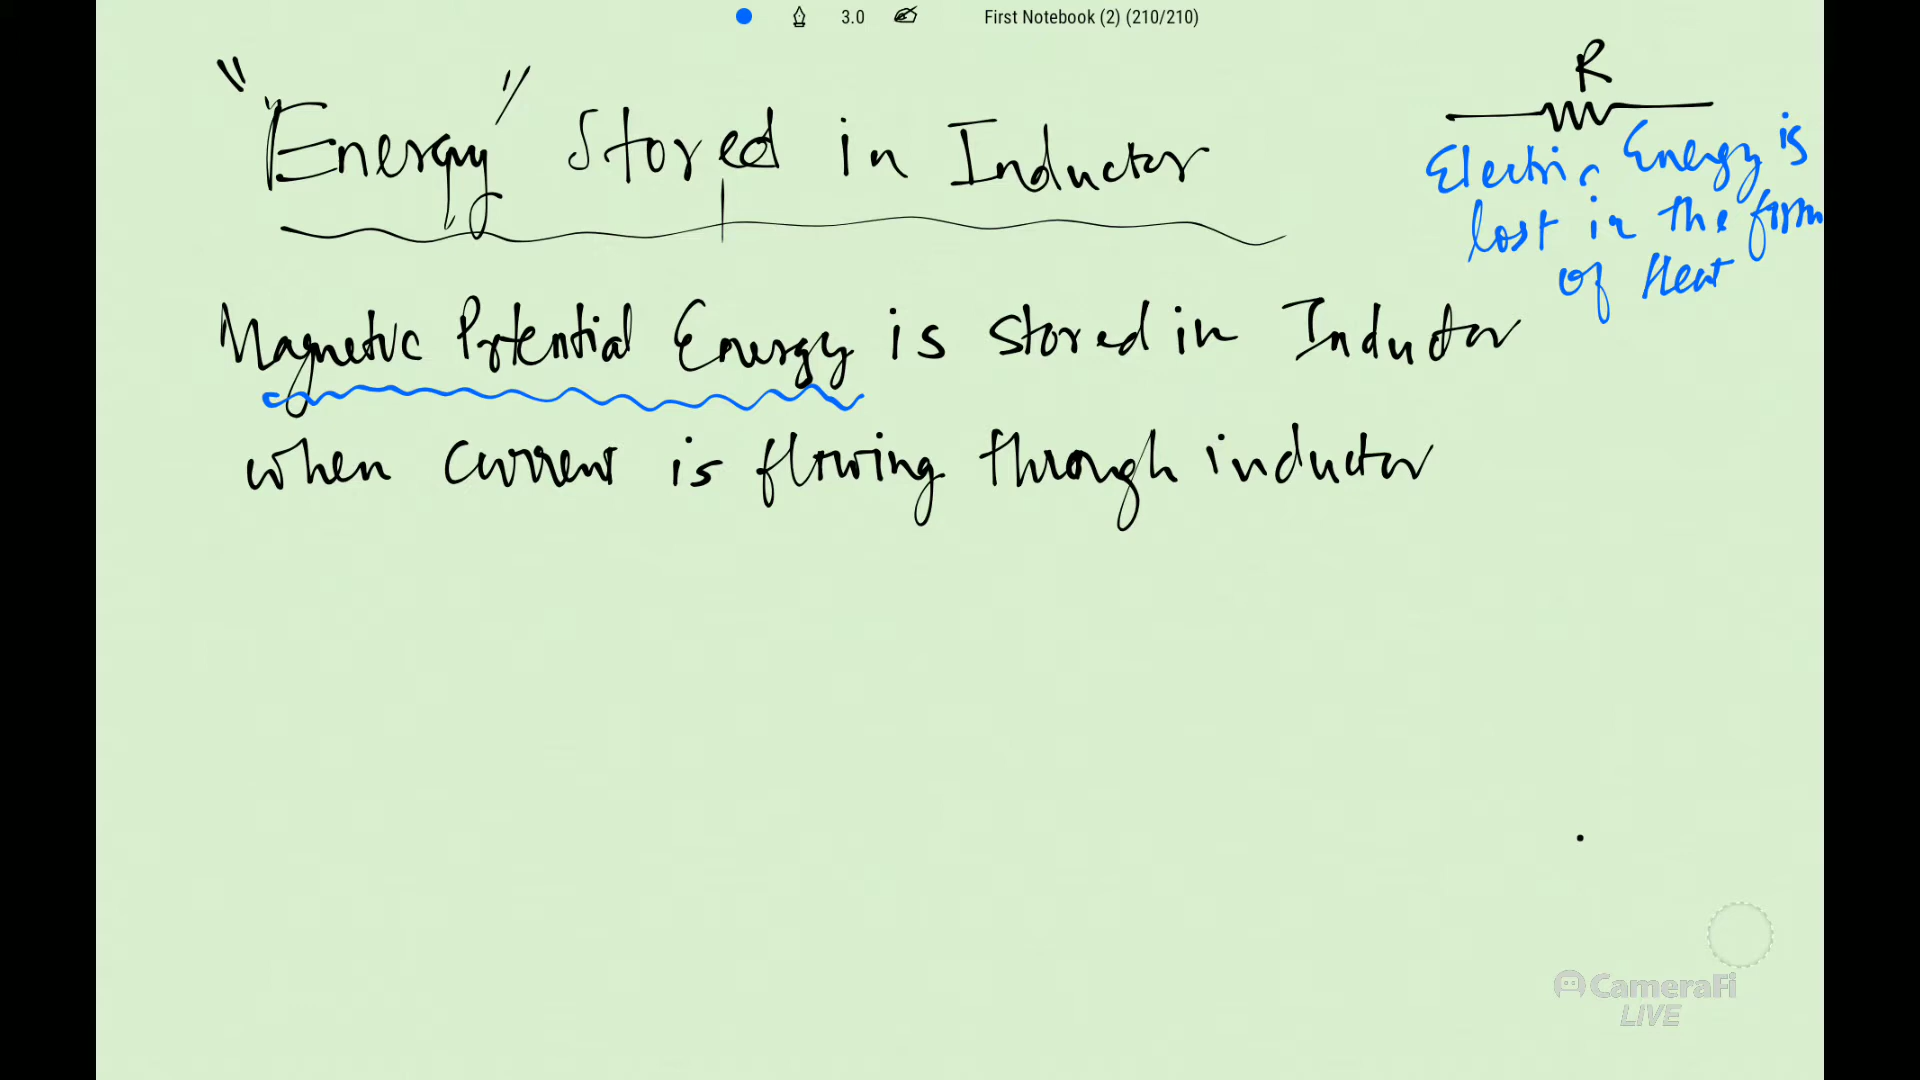 3.0 First Notebook (2) (210/210)
"Energy" Stored in Inductor
R
Electric Energy is
lost in the form
of Heat
Magnetic Potential Energy is stored in Inductor
when current is flowing through inductor
CameraFi
LIVE